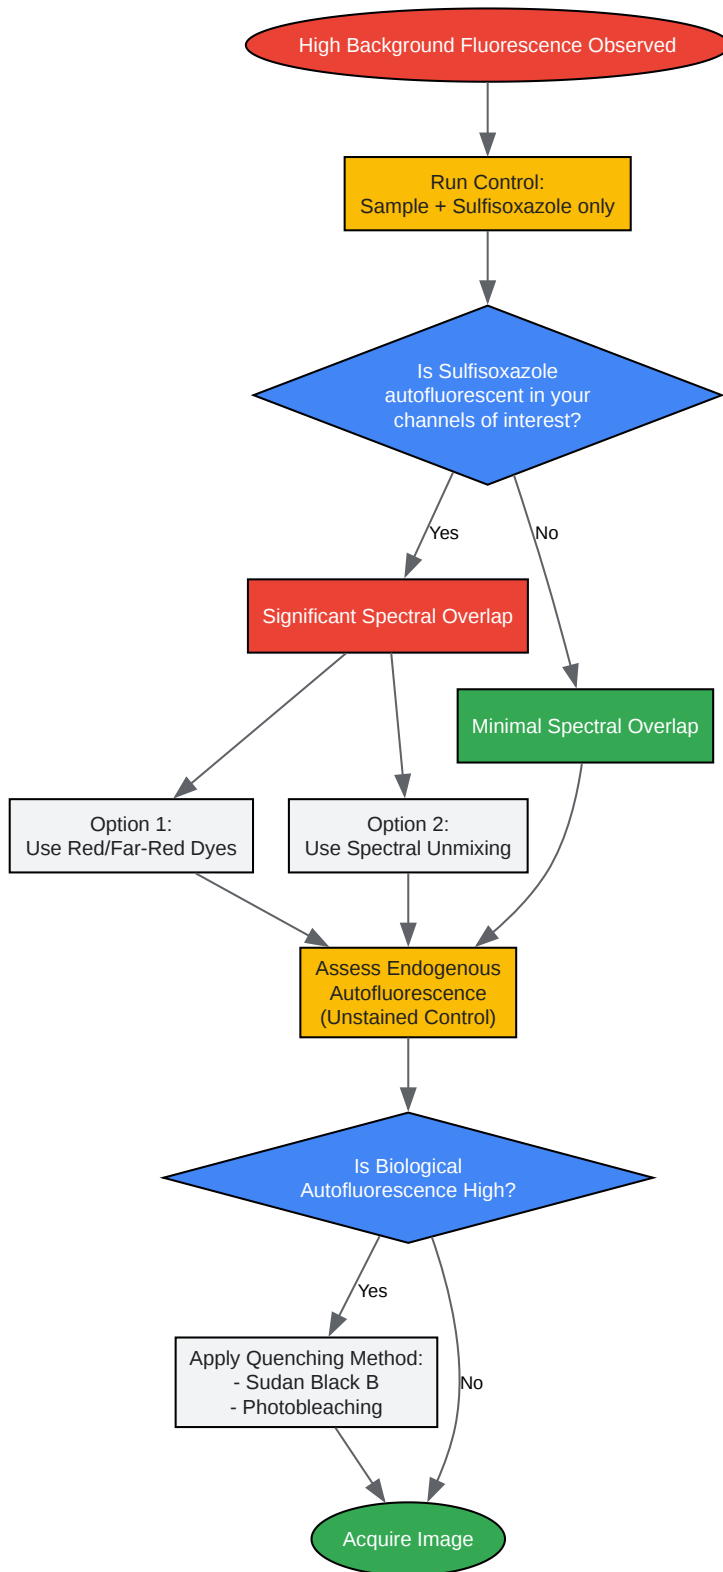 High Background Fluorescence Observed
Run Control:
Sample + Sulfisoxazole only
Is Sulfisoxazole
autofluorescent in your
channels of interest?
Yes
No
Significant Spectral Overlap
Minimal Spectral Overlap
Option 1:
Use Red/Far-Red Dyes
Option 2:
Use Spectral Unmixing
Assess Endogenous
Autofluorescence
(Unstained Control)
Is Biological
Autofluorescence High?
Yes
Apply Quenching Method:
- Sudan Black B
- Photobleaching
No
Acquire Image